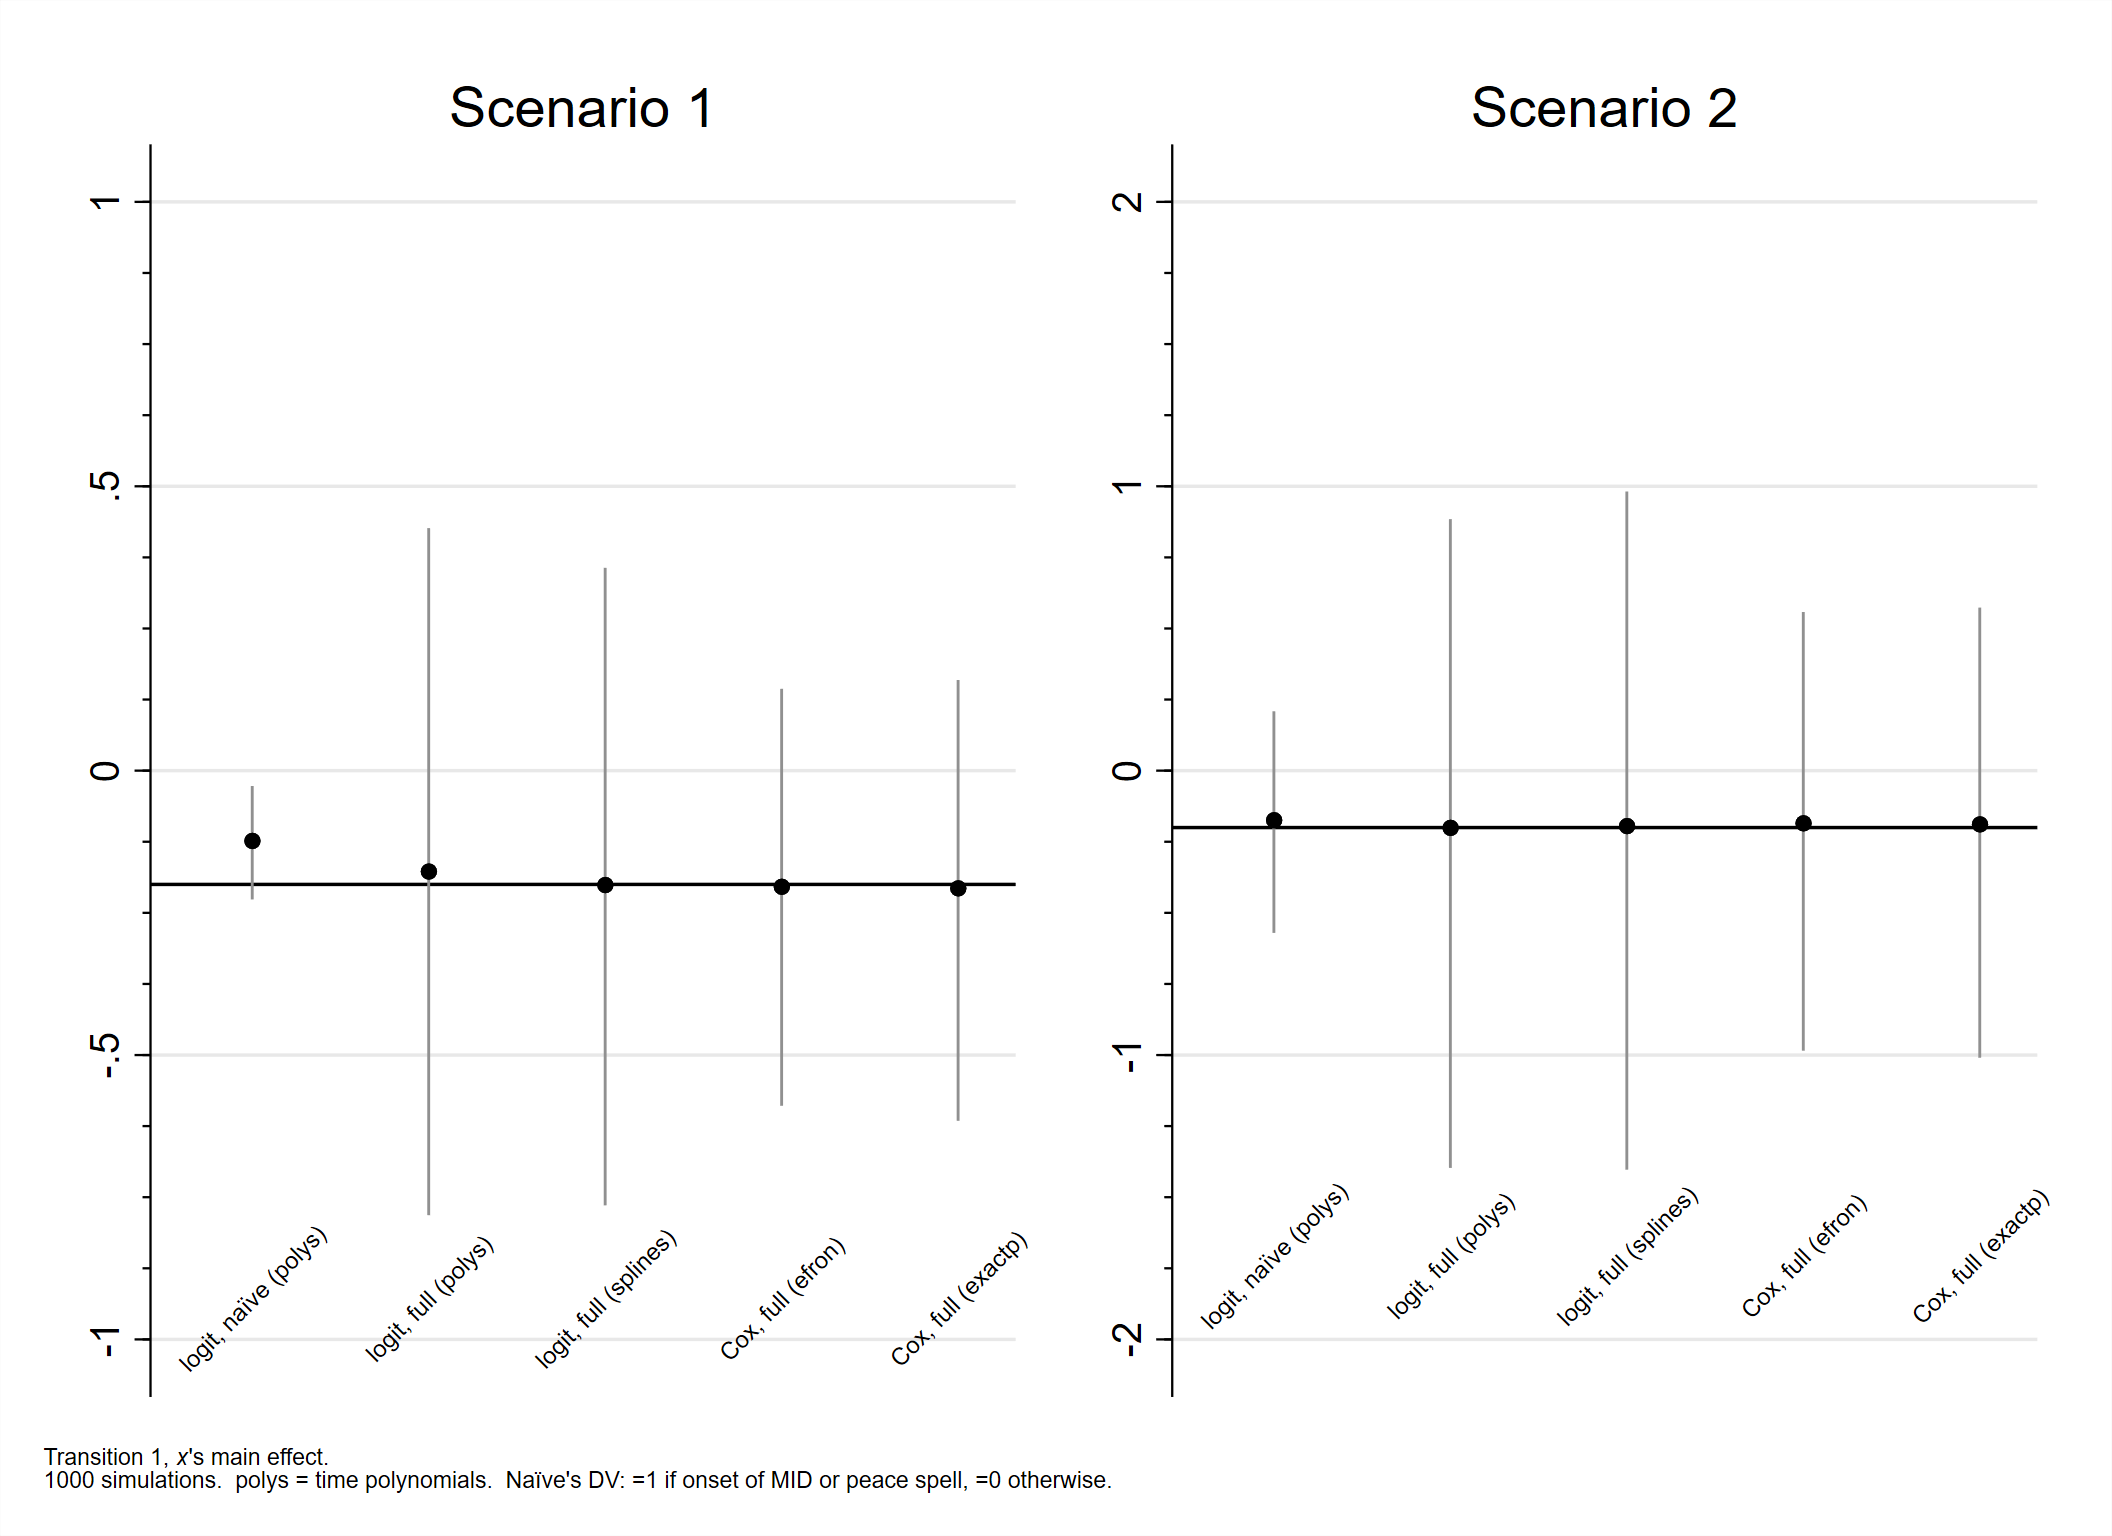 Scenario 1
1
.5
0
-.5
-1
logit, naïve (polys)
logit, full (polys)
logit, full (splines)
Cox, full (efron)
Cox, full (exactp)
Scenario 2
2
1
0
-1
-2
logit, naïve (polys)
logit, full (polys)
logit, full (splines)
Cox, full (efron)
Cox, full (exactp)
Transition 1, x's main effect.
1000 simulations.  polys = time polynomials.  Naïve's DV: =1 if onset of MID or peace spell, =0 otherwise.